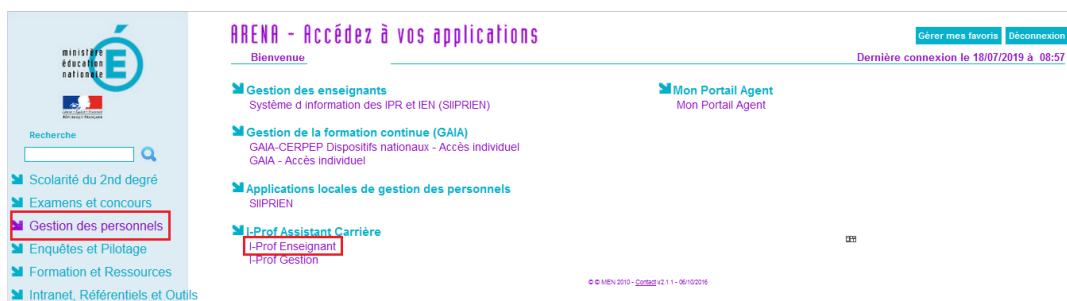 ministère
éducation
nationale
É
Recherche
Scolarité du 2nd degré
Examens et concours
Gestion des personnels
Enquêtes et Pilotage
Formation et Ressources
Intranet, Référentiels et Outils
ARENA - Accédez à vos applications
Gérer mes favoris
Déconnexion
Bienvenue
Dernière connexion le 18/07/2019 à 08:57
Gestion des enseignants
Système d information des IPR et IEN (SIIPRIEN)
Gestion de la formation continue (GAIA)
GAIA-CERPEP Dispositifs nationaux - Accès individuel
GAIA - Accès individuel
Applications locales de gestion des personnels
SIIPRIEN
I-Prof Assistant Carrière
I-Prof Enseignant
I-Prof Gestion
Mon Portail Agent
Mon Portail Agent
© © MEN 2010 - Contact v2.1.1 - 06/10/2016